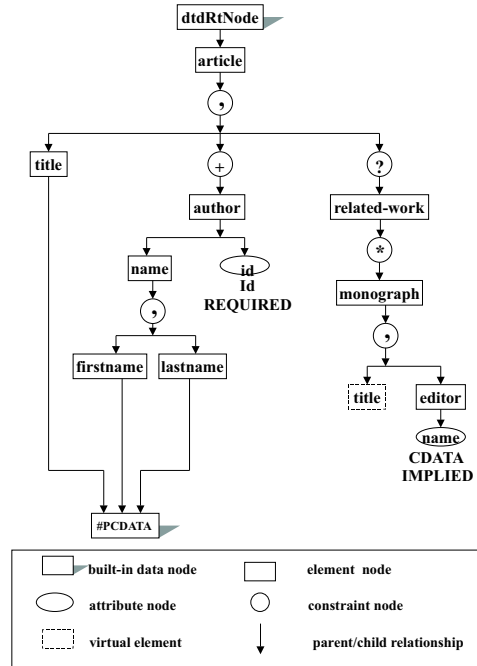 dtdRtNode
article
,
title
+
?
author
related-work
name
id
Id
REQUIRED
*
monograph
,
,
firstname
lastname
title
editor
name
CDATA
IMPLIED
#PCDATA
built-in data node
element node
attribute node
constraint node
virtual element
parent/child relationship